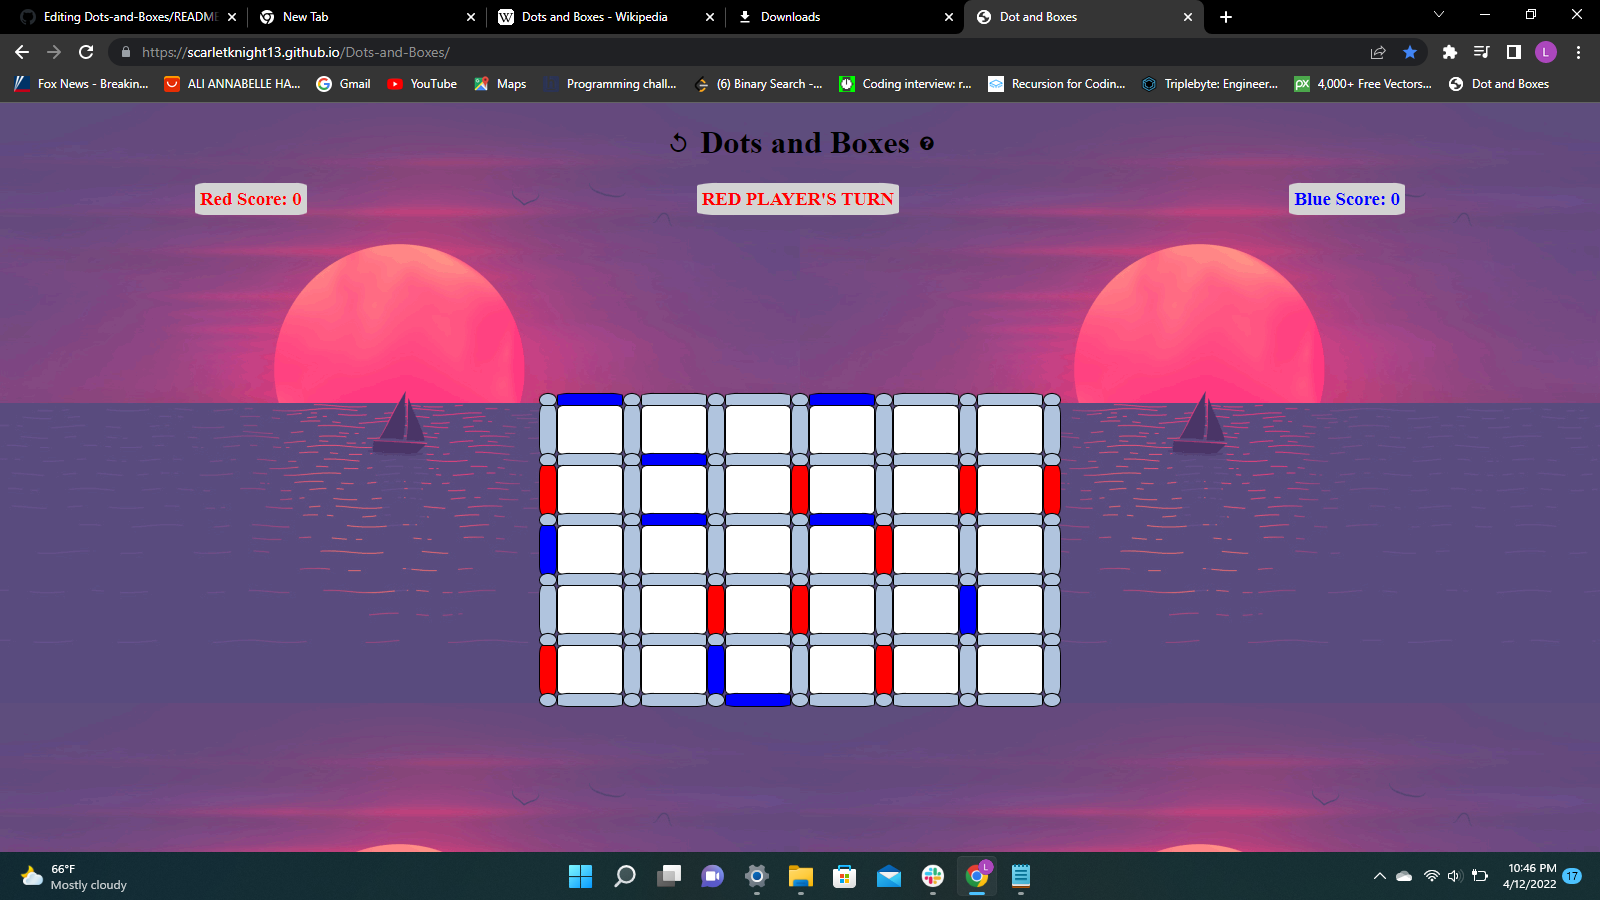 Editing Dots-and-Boxes/README
New Tab
W Dots and Boxes - Wikipedia
Downloads
Dot and Boxes
https://scarletknight13.github.io/Dots-and-Boxes/
L
Fox News - Breakin...
ALI ANNABELLE HA...
Gmail
YouTube
Maps
Programming chall...
(6) Binary Search -...
Coding interview: r...
Recursion for Codin...
Triplebyte: Engineer...
px 4,000+ Free Vectors...
Dot and Boxes
Dots and Boxes ?
Red Score: 0
RED PLAYER'S TURN
Blue Score: 0
66°F
Mostly cloudy
L
10:46 PM
4/12/2022
17